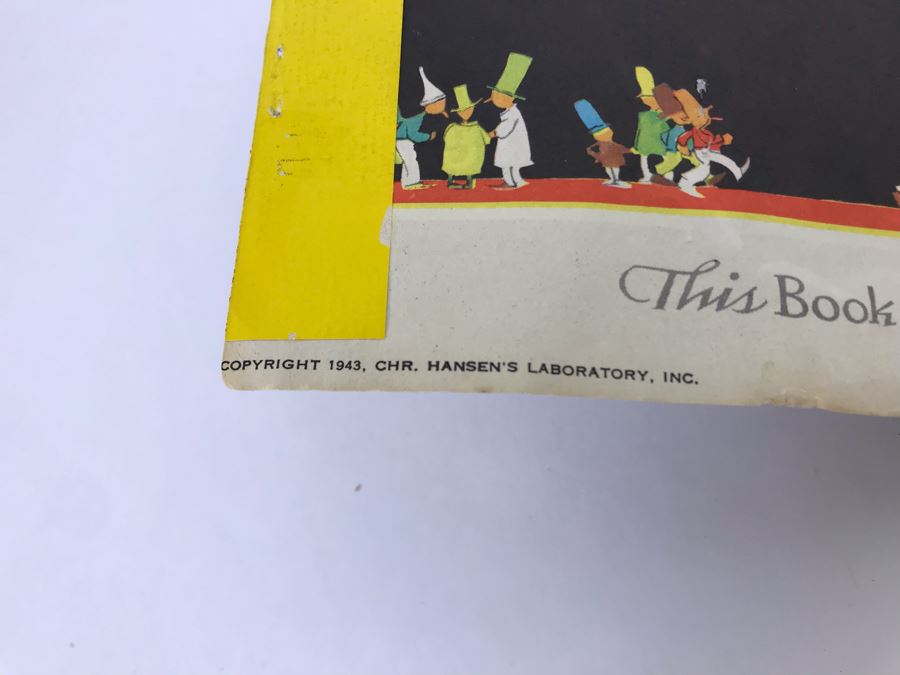 This Book
COPYRIGHT 1943, CHR. HANSEN'S LABORATORY, INC.